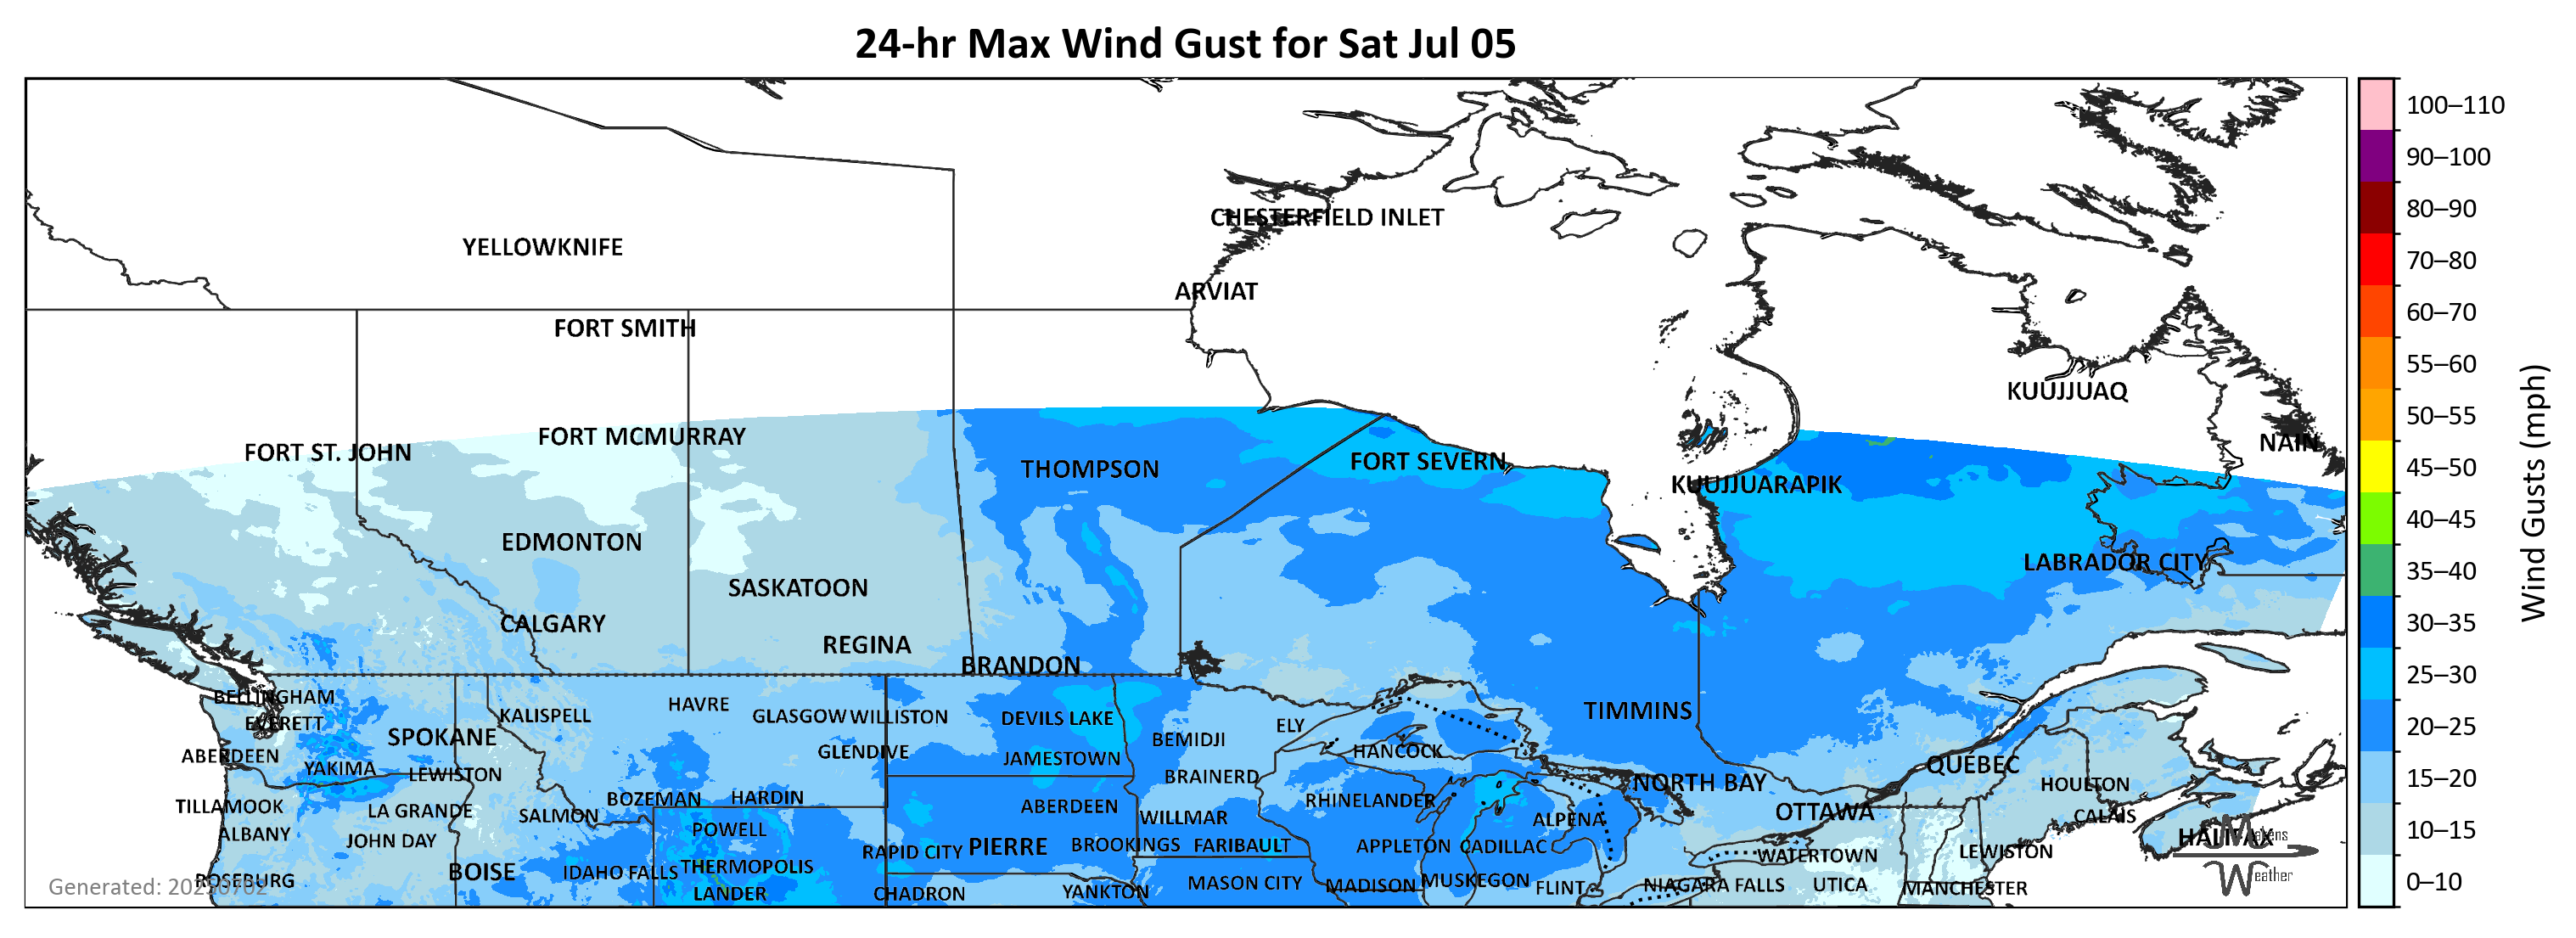 24-hr Max Wind Gust for Sat Jul 05
100–110
90–100
80–90
70–80
60–70
55–60
50–55
45–50
40–45
35–40
30–35
25–30
20–25
15–20
10–15
0–10
Wind Gusts (mph)
CHESTERFIELD INLET
YELLOWKNIFE
ARVIAT
FORT SMITH
KUUJJUAQ
FORT MCMURRAY
NAIN
FORT ST. JOHN
FORT SEVERN
THOMPSON
KUUJJUARAPIK
EDMONTON
LABRADOR CITY
SASKATOON
CALGARY
REGINA
BRANDON
BELLINGHAM
HAVRE
TIMMINS
KALISPELL
GLASGOW
WILLISTON
DEVILS LAKE
EVERETT
ELY
SPOKANE
BEMIDJI
HANCOCK
GLENDIVE
ABERDEEN
JAMESTOWN
QUEBEC
YAKIMA
LEWISTON
BRAINERD
NORTH BAY
HOULTON
BOZEMAN
HARDIN
RHINELANDER
TILLAMOOK
ABERDEEN
LA GRANDE
OTTAWA
SALMON
CALAIS
WILLMAR
ALPENA
POWELL
ALBANY
HALIFAX
Makens
JOHN DAY
BROOKINGS
FARIBAULT
APPLETON
CADILLAC
PIERRE
RAPID CITY
LEWISTON
WATERTOWN
THERMOPOLIS
BOISE
IDAHO FALLS
Weather
ROSEBURG
MUSKEGON
MASON CITY
MADISON
NIAGARA FALLS
UTICA
FLINT
MANCHESTER
YANKTON
LANDER
CHADRON
Generated: 20250702